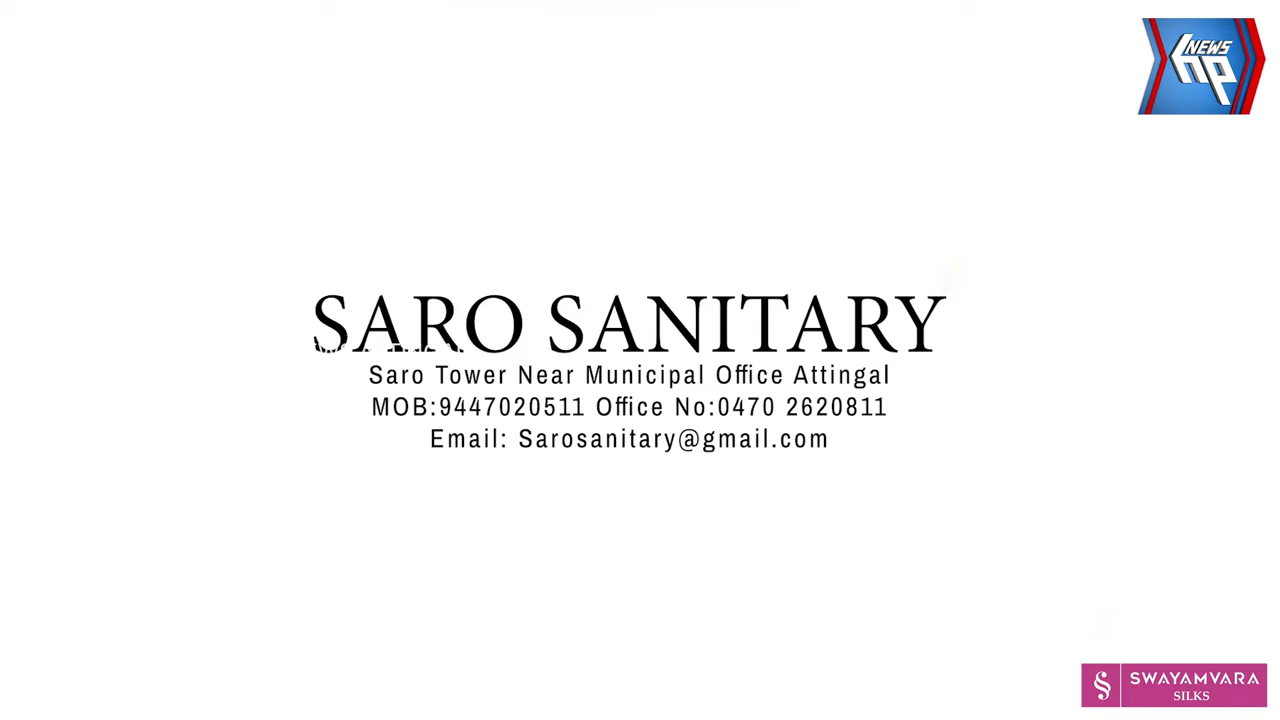 NEWS
hp
SARO SANITARY
Saro Tower Near Municipal Office Attingal
MOB:9447020511 Office No:0470 2620811
Email: Sarosanitary@gmail.com
SWAYAMVARA
SILKS